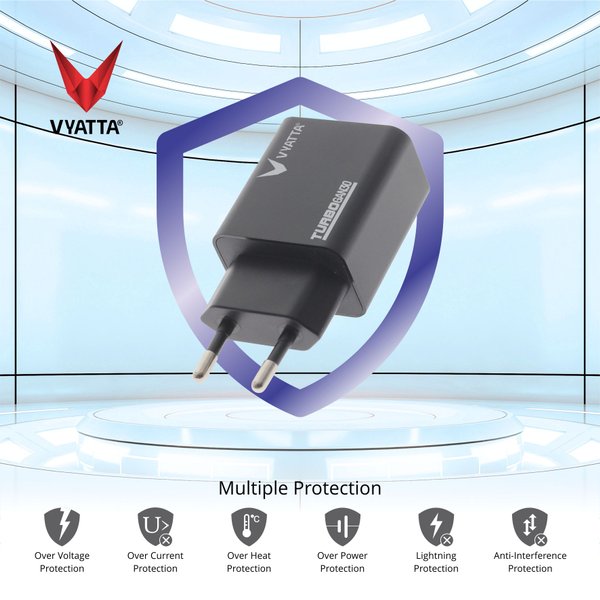 VYATTA®
VYATTA®
TURBOGAN30
Multiple Protection
°C
Over Voltage
Protection
Over Current
Protection
Over Heat
Protection
Over Power
Protection
Lightning
Protection
Anti-Interference
Protection